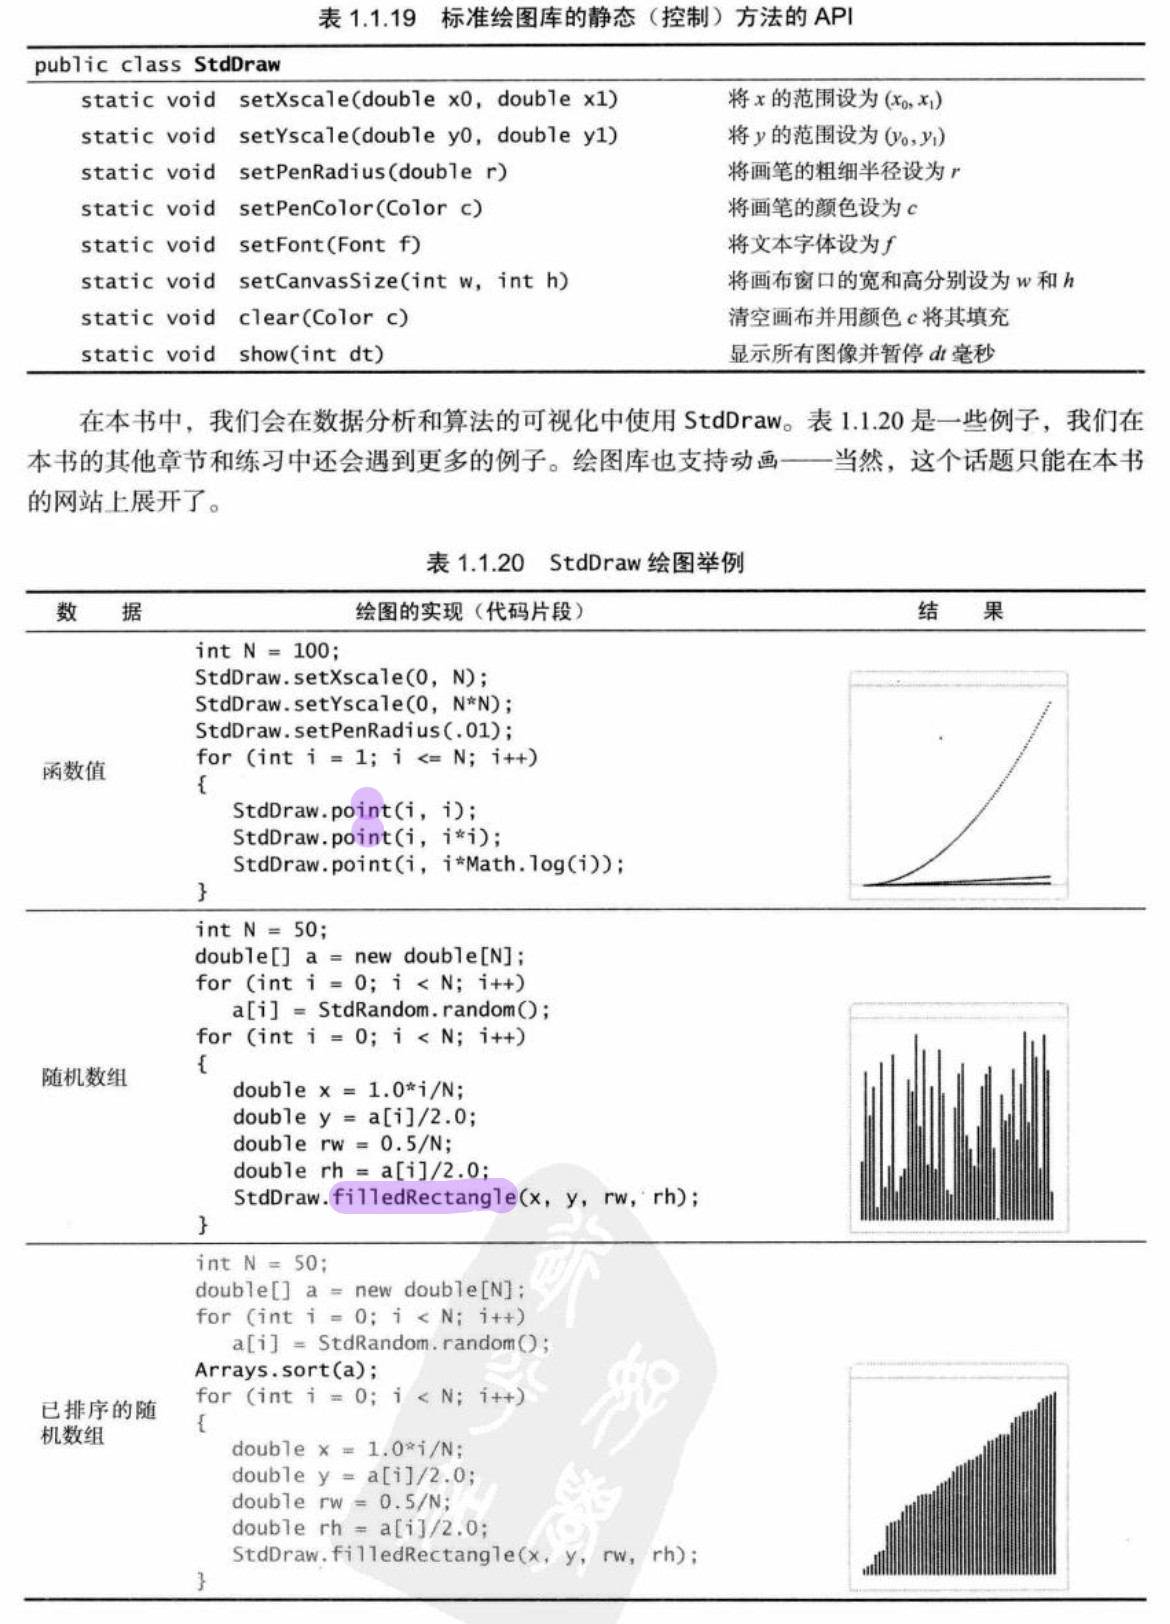 表 1.1.19 标准绘图库的静态（控制）方法的 API
public class StdDraw
static void setXscale(double x0, double x1) 将 x 的范围设为 (x₀, x₁)
static void setYscale(double y0, double y1) 将 y 的范围设为 (y₀, y₁)
static void setPenRadius(double r) 将画笔的粗细半径设为 r
static void setPenColor(Color c) 将画笔的颜色设为 c
static void setFont(Font f) 将文本字体设为 f
static void setCanvasSize(int w, int h) 将画布窗口的宽和高分别设为 w 和 h
static void clear(Color c) 清空画布并用颜色 c 将其填充
static void show(int dt) 显示所有图像并暂停 dt 毫秒
在本书中，我们会在数据分析和算法的可视化中使用 StdDraw。表 1.1.20 是一些例子，我们在
本书的其他章节和练习中还会遇到更多的例子。绘图库也支持动画——当然，这个话题只能在本书
的网站上展开了。
表 1.1.20 StdDraw 绘图举例
数 据 绘图的实现（代码片段） 结 果
int N = 100;
StdDraw.setXscale(0, N);
StdDraw.setYscale(0, N*N);
StdDraw.setPenRadius(.01);
for (int i = 1; i <= N; i++)
函数值
{
StdDraw.point(i, i);
StdDraw.point(i, i*i);
StdDraw.point(i, i*Math.log(i));
}
int N = 50;
double[] a = new double[N];
for (int i = 0; i < N; i++)
a[i] = StdRandom.random();
for (int i = 0; i < N; i++)
{
随机数组
double x = 1.0*i/N;
double y = a[i]/2.0;
double rw = 0.5/N;
double rh = a[i]/2.0;
StdDraw.filledRectangle(x, y, rw, rh);
}
int N = 50;
double[] a = new double[N];
for (int i = 0; i < N; i++)
a[i] = StdRandom.random();
Arrays.sort(a);
for (int i = 0; i < N; i++)
已排序的随
机数组
{
double x = 1.0*i/N;
double y = a[i]/2.0;
double rw = 0.5/N;
double rh = a[i]/2.0;
StdDraw.filledRectangle(x, y, rw, rh);
}